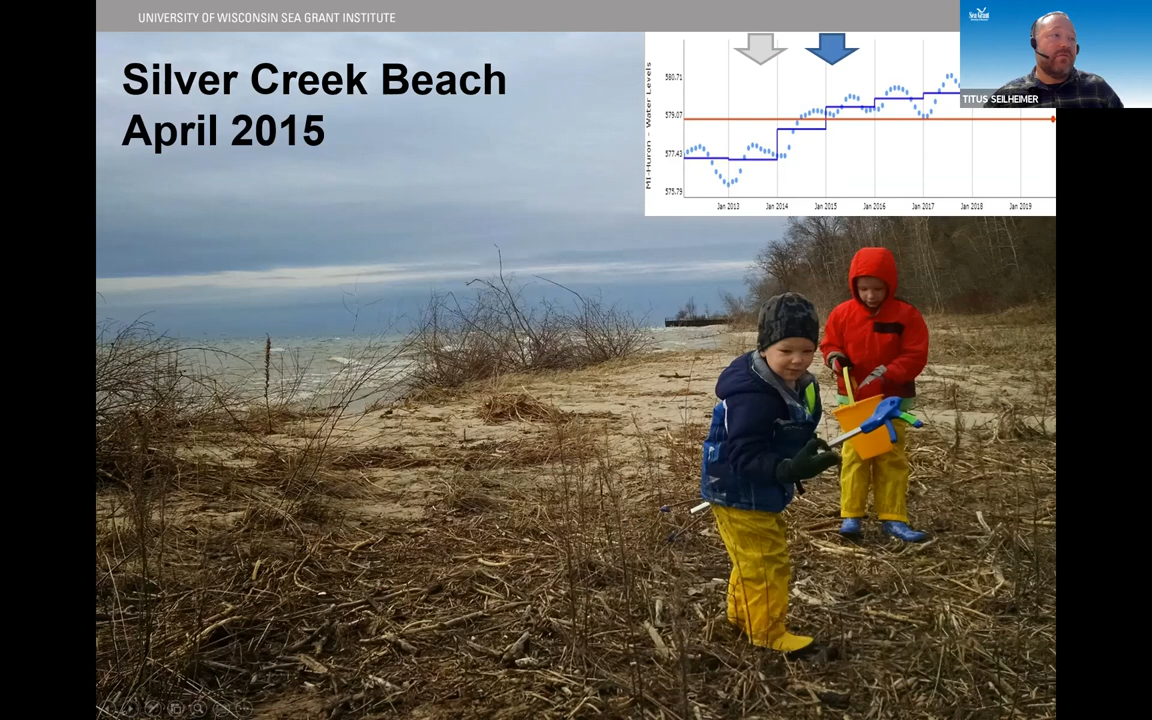 UNIVERSITY OF WISCONSIN SEA GRANT INSTITUTE
Silver Creek Beach
April 2015
MI-Huron - Water Levels
580.71
579.07
577.43
575.79
Jan 2013 Jan 2014 Jan 2015 Jan 2016 Jan 2017 Jan 2018 Jan 2019
Sea Grant
TITUS SEILHEIMER